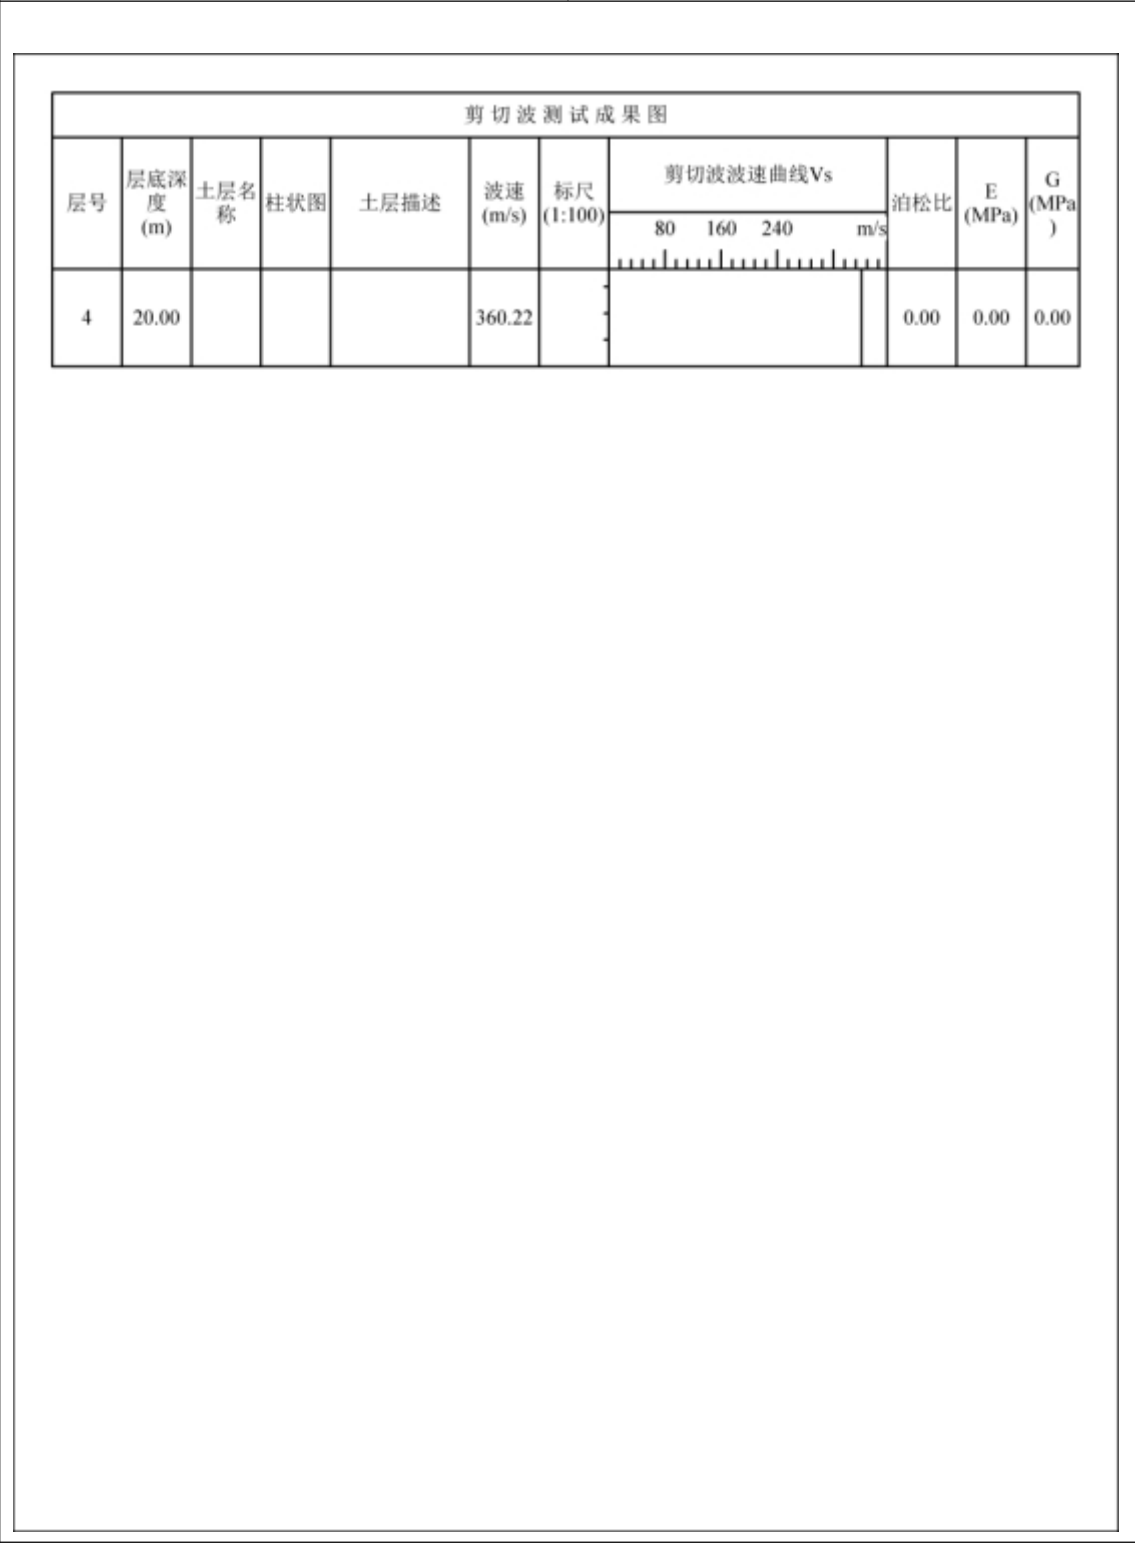 剪切波测试成果图
层号
层底深
度
(m)
土层名
称
柱状图
土层描述
波速
(m/s)
标尺
(1:100)
剪切波波速曲线Vs
80 160 240 m/s
泊松比
E
(MPa)
G
(MPa
)
4 20.00 360.22 0.00 0.00 0.00